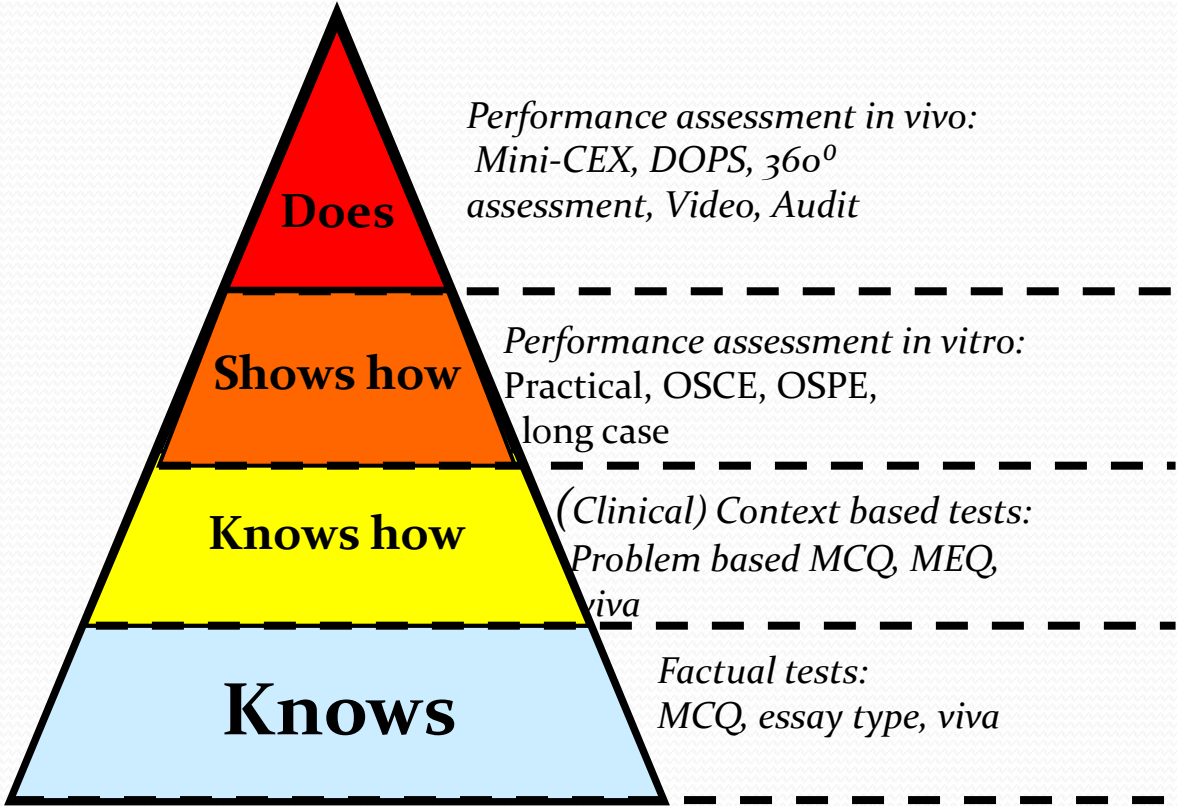 Does
Performance assessment in vivo:
Mini-CEX, DOPS, 360⁰
assessment, Video, Audit
Shows how
Performance assessment in vitro:
Practical, OSCE, OSPE,
long case
Knows how
(Clinical) Context based tests:
Problem based MCQ, MEQ,
viva
Knows
Factual tests:
MCQ, essay type, viva